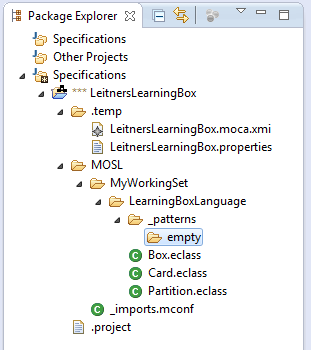 Package Explorer
Specifications
Other Projects
Specifications
*** LeitnersLearningBox
.temp
LeitnersLearningBox.moca.xmi
LeitnersLearningBox.properties
MOSL
MyWorkingSet
LearningBoxLanguage
_patterns
empty
Box.eclass
Card.eclass
Partition.eclass
_imports.mconf
.project